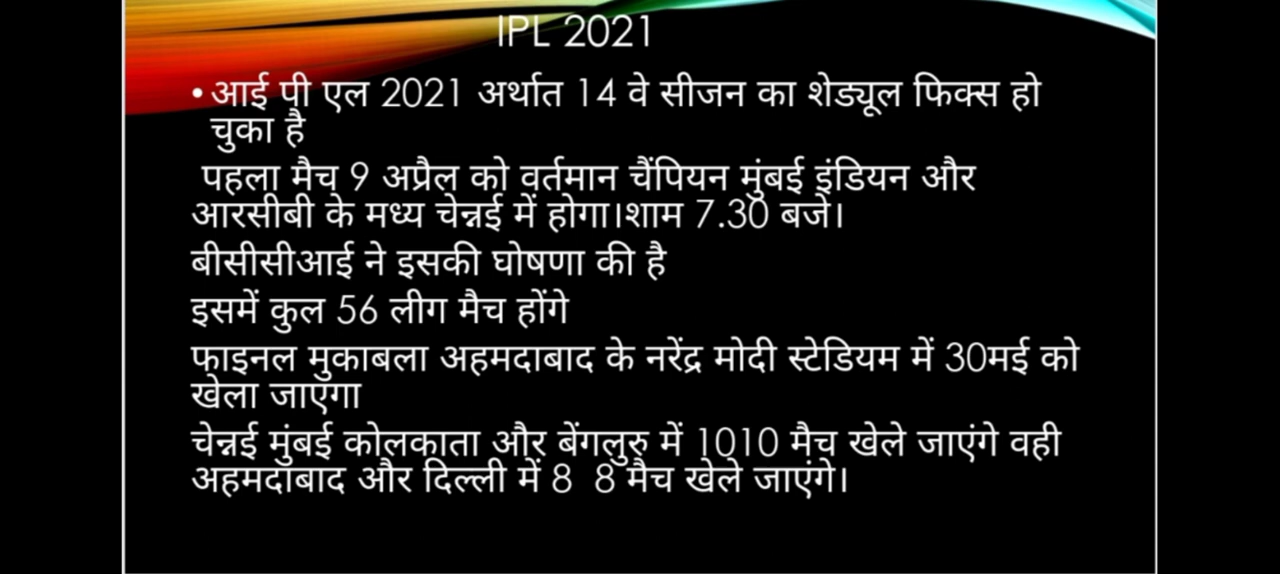 IPL 2021
• आई पी एल 2021 अर्थात 14 वे सीजन का शेड्यूल फिक्स हो
चुका है
पहला मैच 9 अप्रैल को वर्तमान चैंपियन मुंबई इंडियन और
आरसीबी के मध्य चेन्नई में होगा।शाम 7.30 बजे।
बीसीसीआई ने इसकी घोषणा की है
इसमें कुल 56 लीग मैच होंगे
फाइनल मुकाबला अहमदाबाद के नरेंद्र मोदी स्टेडियम में 30मई को
खेला जाएगा
चेन्नई मुंबई कोलकाता और बेंगलुरु में 1010 मैच खेले जाएंगे वही
अहमदाबाद और दिल्ली में 8 8 मैच खेले जाएंगे।